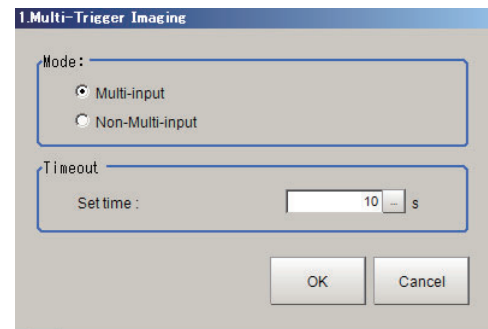 1.Multi-Trigger Imaging
Mode:
Multi-input
Non-Multi-input
Timeout
Set time :
10 ... s
OK Cancel